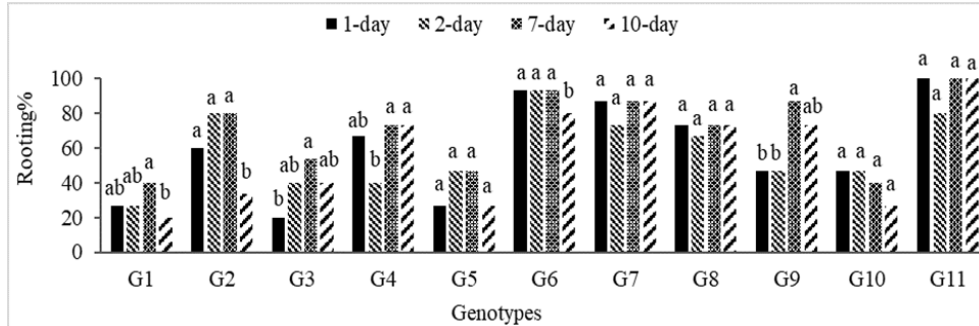 1-day 2-day 7-day 10-day
Rooting%
100
80
60
40
20
0
ab ab a b
a a a b
b ab a ab
ab b a a
a a a a
a a a b
a a a a
a a a a
b b a ab
a a a a
a a a a
G1 G2 G3 G4 G5 G6 G7 G8 G9 G10 G11
Genotypes